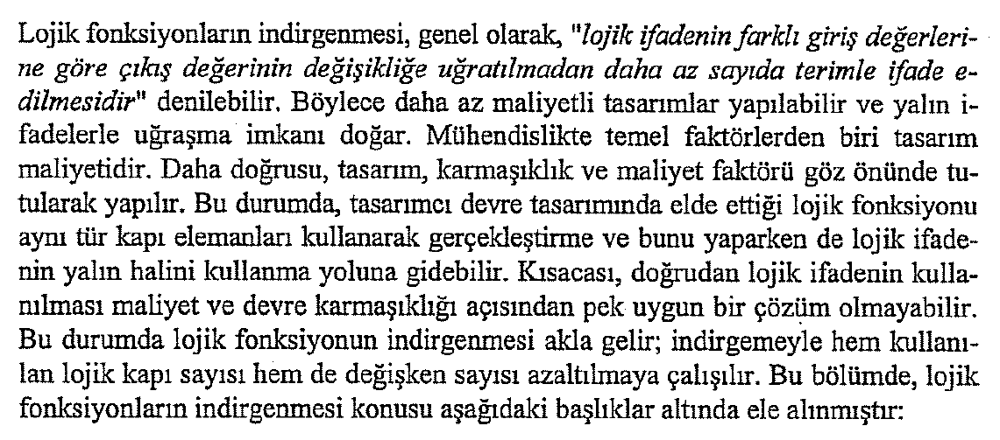 Lojik fonksiyonların indirgenmesi, genel olarak, "lojik ifadenin farklı giriş değerleri-
ne göre çıkış değerinin değişikliğe uğratılmadan daha az sayıda terimle ifade e-
dilmesidir" denilebilir. Böylece daha az maliyetli tasarımlar yapılabilir ve yalın i-
fadelerle uğraşma imkanı doğar. Mühendislikte temel faktörlerden biri tasarım
maliyetidir. Daha doğrusu, tasarım, karmaşıklık ve maliyet faktörü göz önünde tu-
tularak yapılır. Bu durumda, tasarımcı devre tasarımında elde ettiği lojik fonksiyonu
aynı tür kapı elemanları kullanarak gerçekleştirme ve bunu yaparken de lojik ifade-
nin yalın halini kullanma yoluna gidebilir. Kısacası, doğrudan lojik ifadenin kulla-
nılması maliyet ve devre karmaşıklığı açısından pek uygun bir çözüm olmayabilir.
Bu durumda lojik fonksiyonun indirgenmesi akla gelir; indirgemeyle hem kullanı-
lan lojik kapı sayısı hem de değişken sayısı azaltılmaya çalışılır. Bu bölümde, lojik
fonksiyonların indirgenmesi konusu aşağıdaki başlıklar altında ele alınmıştır: